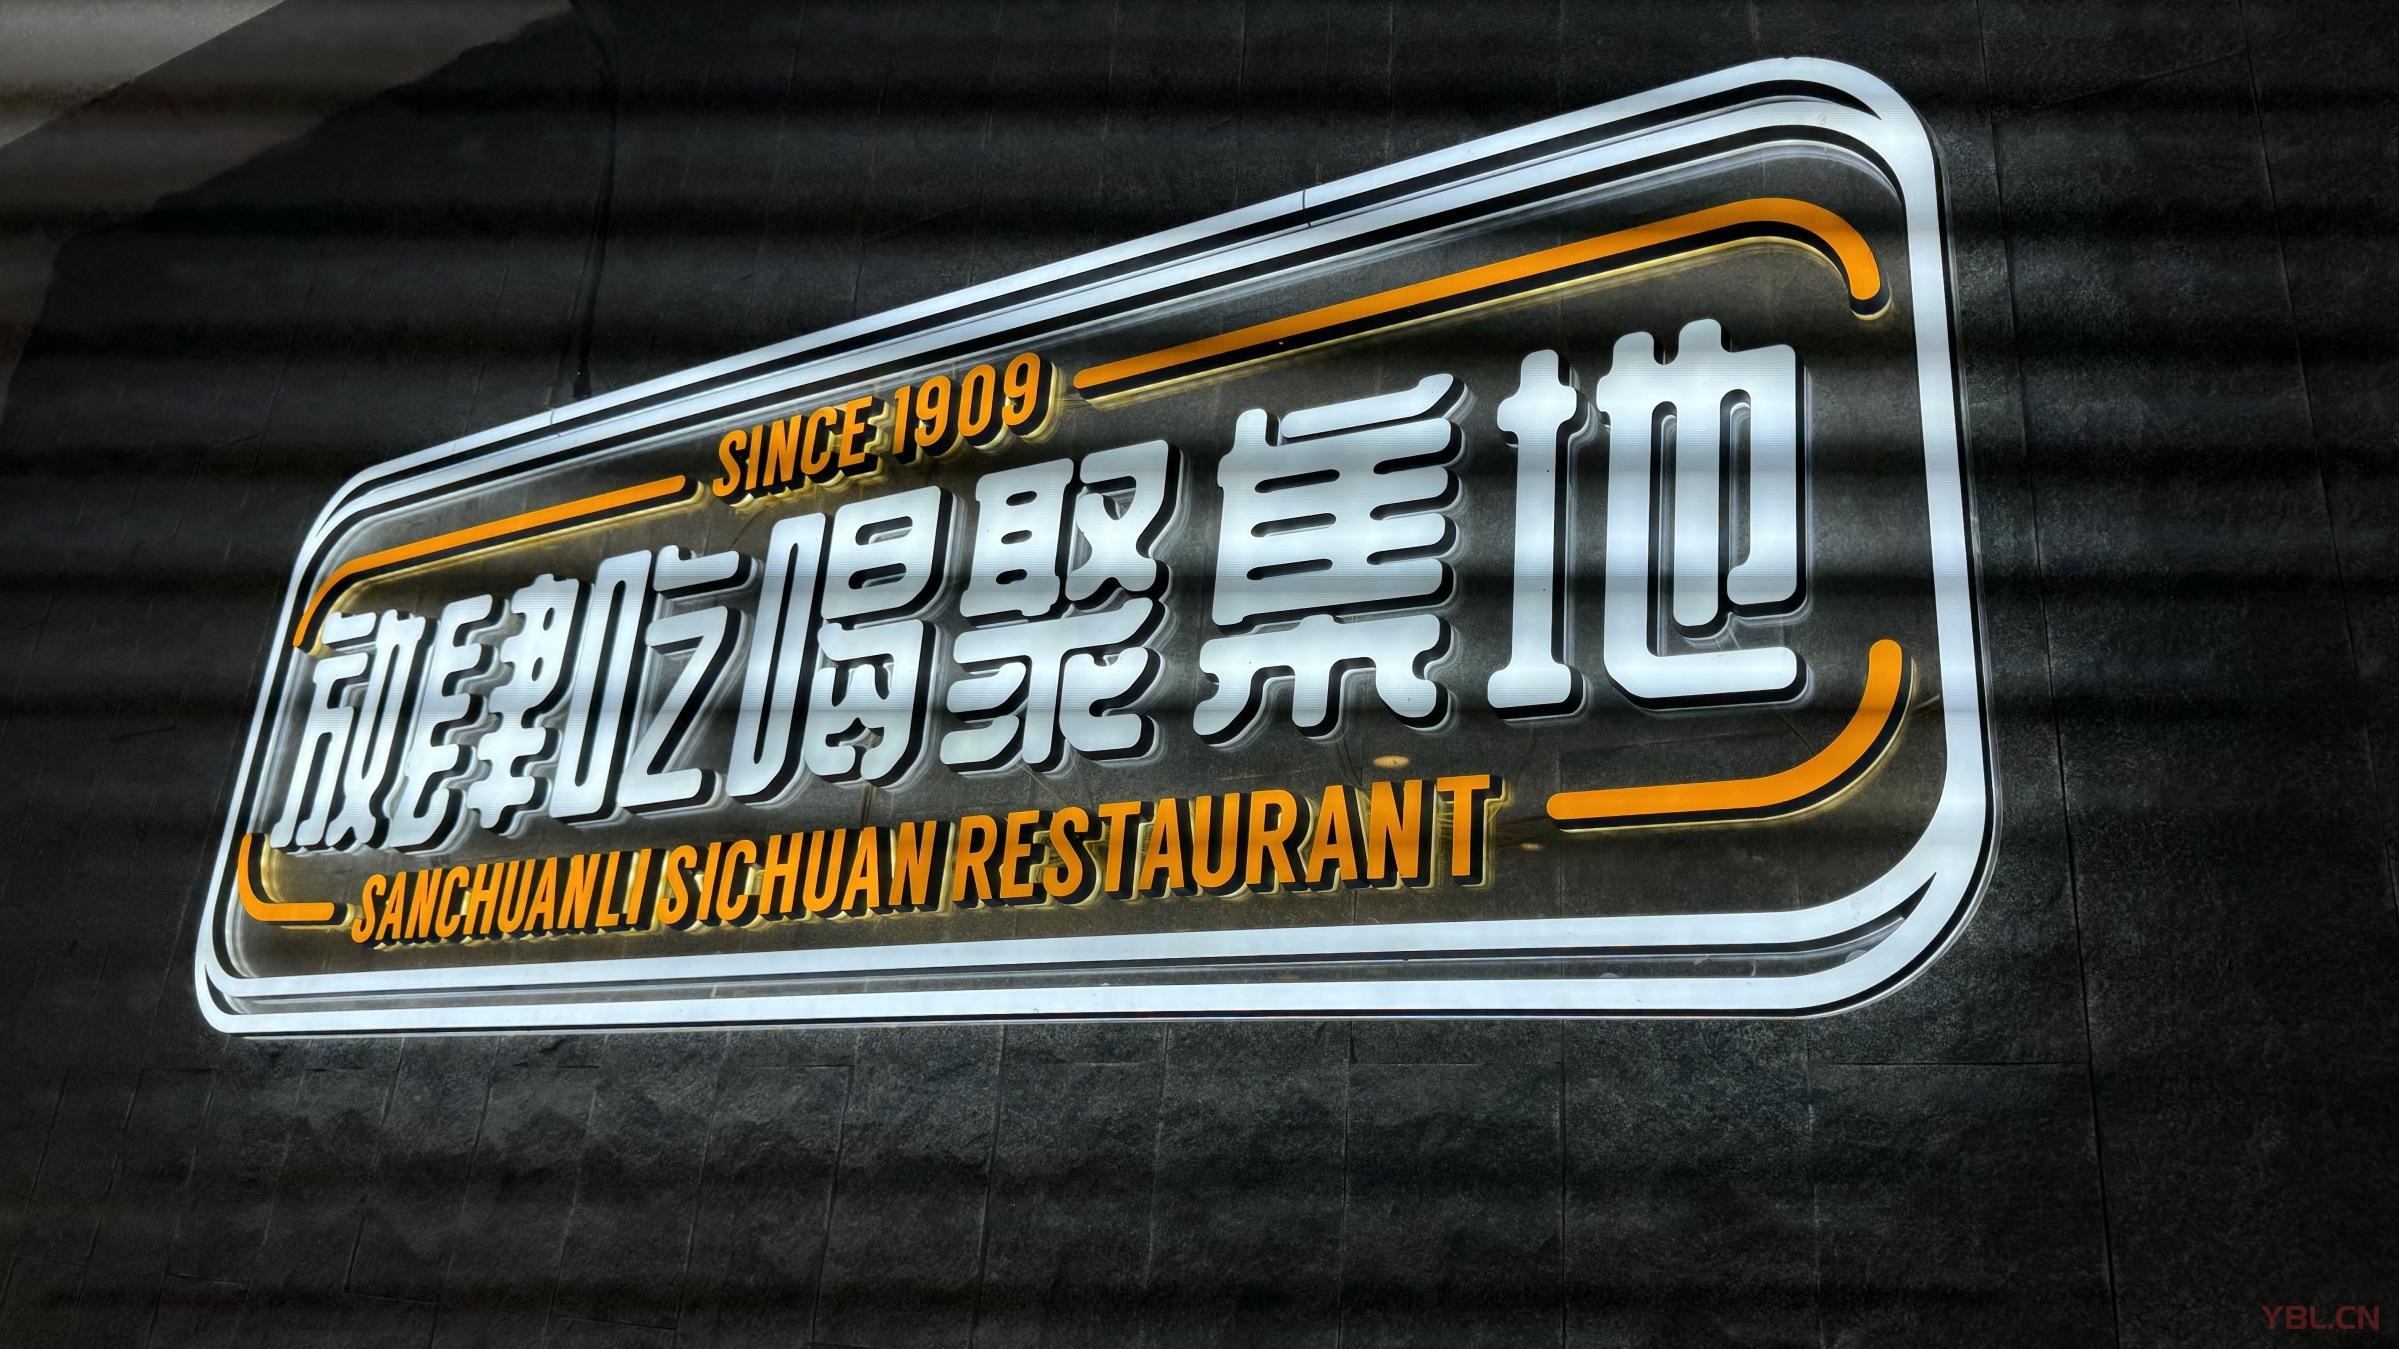 SINCE 1909
放肆吃喝聚集地
SANCHUANLI SICHUAN RESTAURANT
YBL.CN